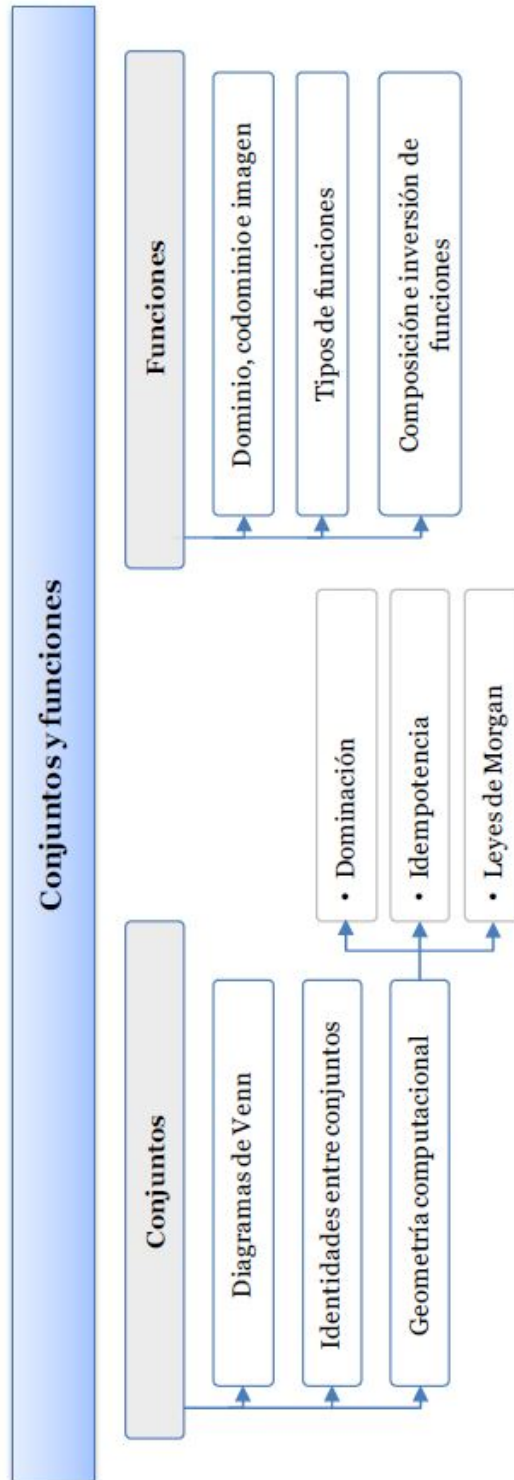 Conjuntos y funciones
Conjuntos
Diagramas de Venn
Identidades entre conjuntos
Geometría computacional
• Dominación
• Idempotencia
• Leyes de Morgan
Funciones
Dominio, codominio e imagen
Tipos de funciones
Composición e inversión de
funciones